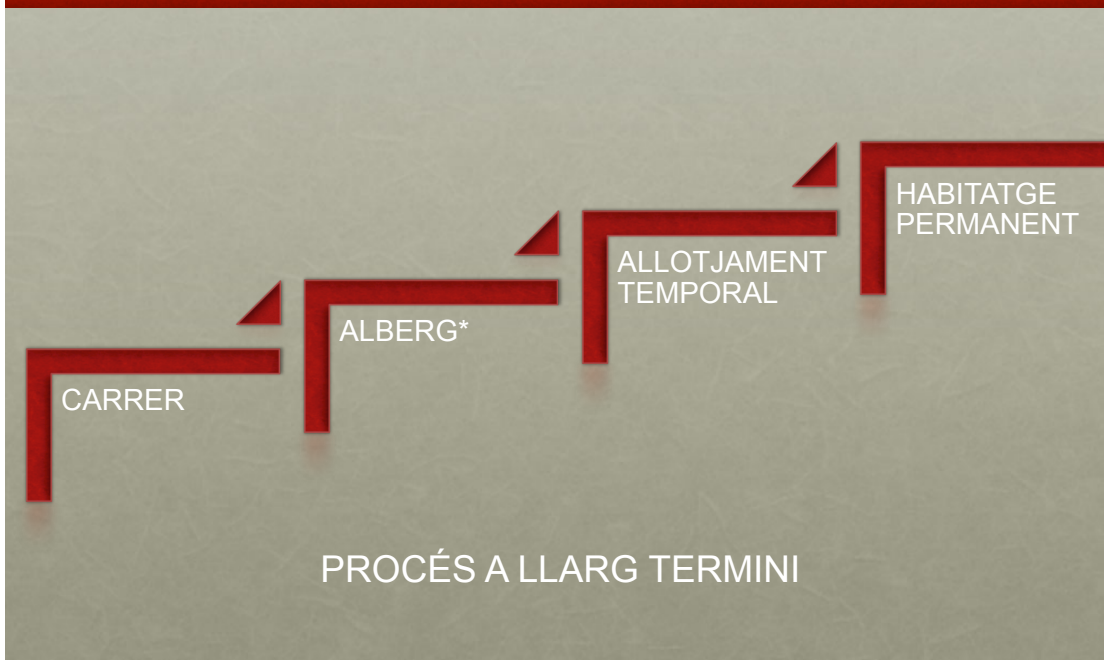 CARRER
ALBERG*
ALLOTJAMENT
TEMPORAL
HABITATGE
PERMANENT
PROCÉS A LLARG TERMINI